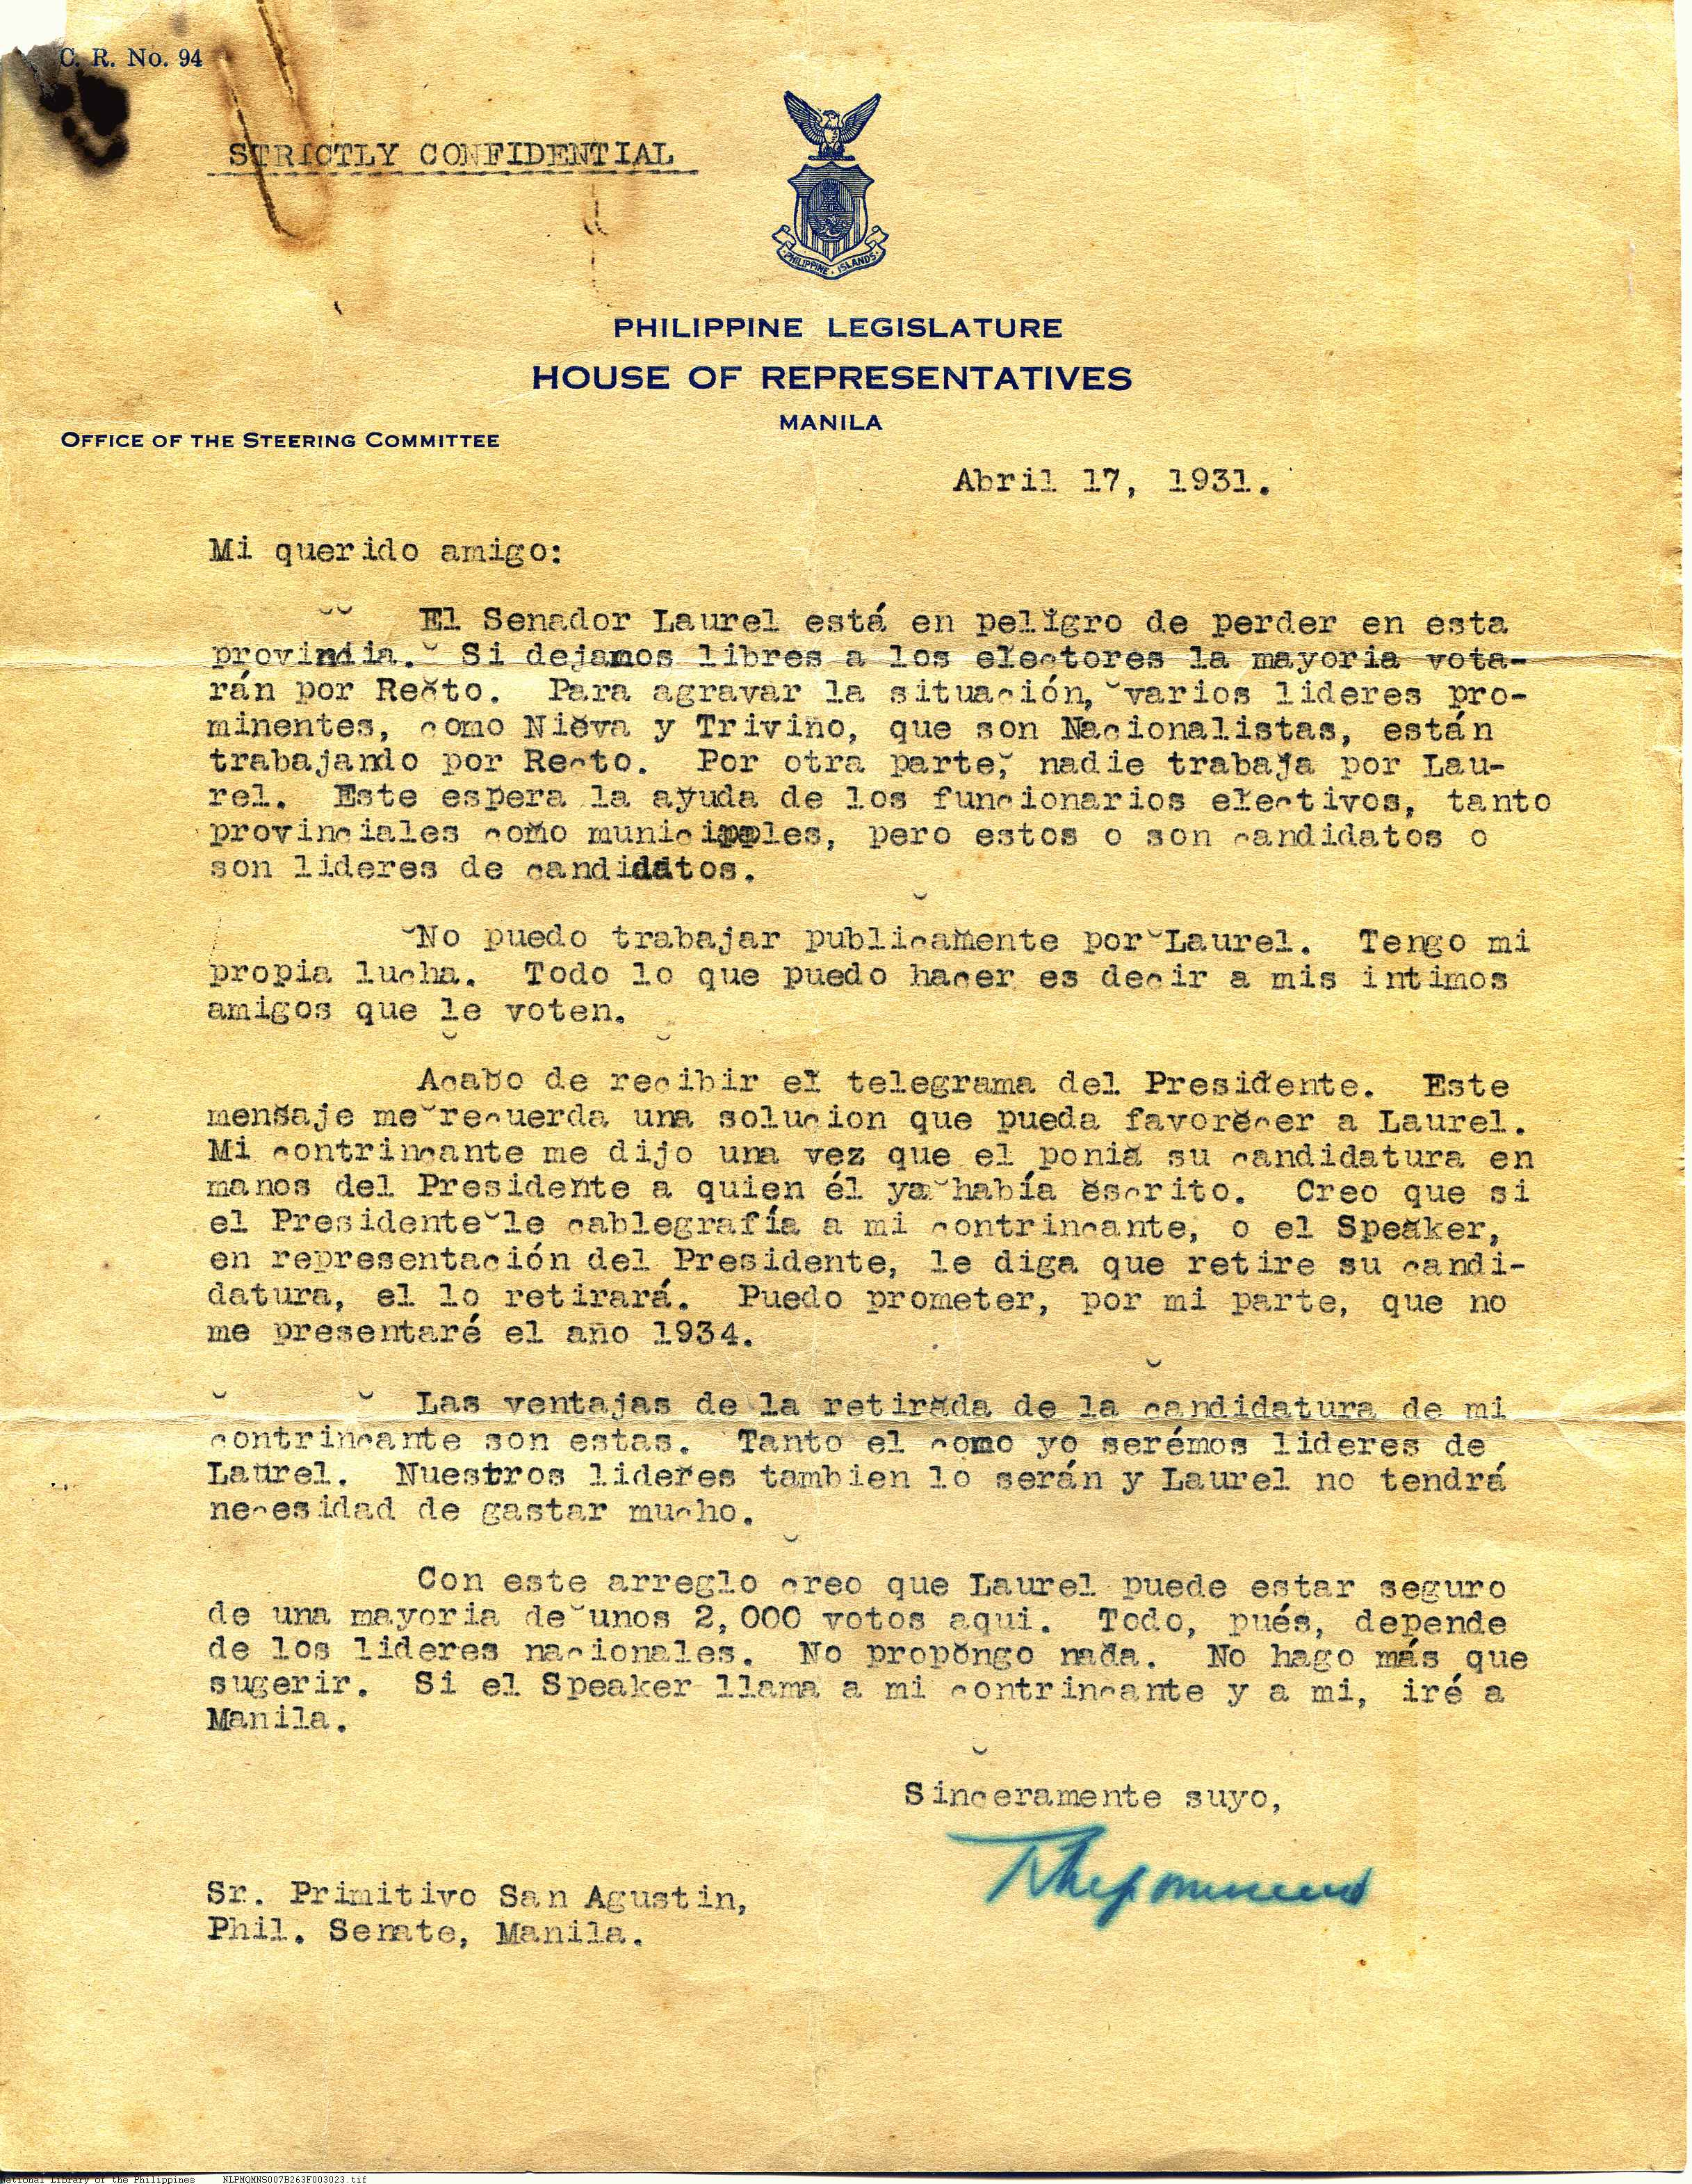 C. R. No. 94
STRICTLY CONFIDENTIAL
PHILIPPINE ISLANDS
PHILIPPINE LEGISLATURE
HOUSE OF REPRESENTATIVES
MANILA
OFFICE OF THE STEERING COMMITTEE
Abril 17, 1931.
Mi querido amigo:
El Senador Laurel está en peligro de perder en esta
provindia. Si dejamos libres a los electores la mayoria vota-
rán por Recto. Para agravar la situación, varios lideres pro-
minentes, como Nieva y Triviño, que son Nacionalistas, están
trabajando por Recto. Por otra parte, nadie trabaja por Lau-
rel. Este espera la ayuda de los funcionarios electivos, tanto
provinciales como municipales, pero estos o son candidatos o
son lideres de candidatos.
No puedo trabajar publicamente por Laurel. Tengo mi
propia lucha. Todo lo que puedo hacer es decir a mis intimos
amigos que le voten.
Acabo de recibir el telegrama del Presidente. Este
mensaje me recuerda una solucion que pueda favorecer a Laurel.
Mi contrincante me dijo una vez que el ponia su candidatura en
manos del Presidente a quien él ya había escrito. Creo que si
el Presidente le cablegrafía a mi contrincante, o el Speaker,
en representación del Presidente, le diga que retire su candi-
datura, el lo retirará. Puedo prometer, por mi parte, que no
me presentaré el año 1934.
Las ventajas de la retirada de la candidatura de mi
contrincante son estas. Tanto el como yo serémos lideres de
Laurel. Nuestros lideres tambien lo serán y Laurel no tendrá
necesidad de gastar mucho.
Con este arreglo creo que Laurel puede estar seguro
de una mayoria de unos 2,000 votos aqui. Todo, pués, depende
de los lideres nacionales. No propongo nada. No hago más que
sugerir. Si el Speaker llama a mi contrincante y a mi, iré a
Manila.
Sinceramente suyo,
Sr. Primitivo San Agustin,
Phil. Senate, Manila.
National Library of the Philippines NLPMQMNS007B263F003023.tif